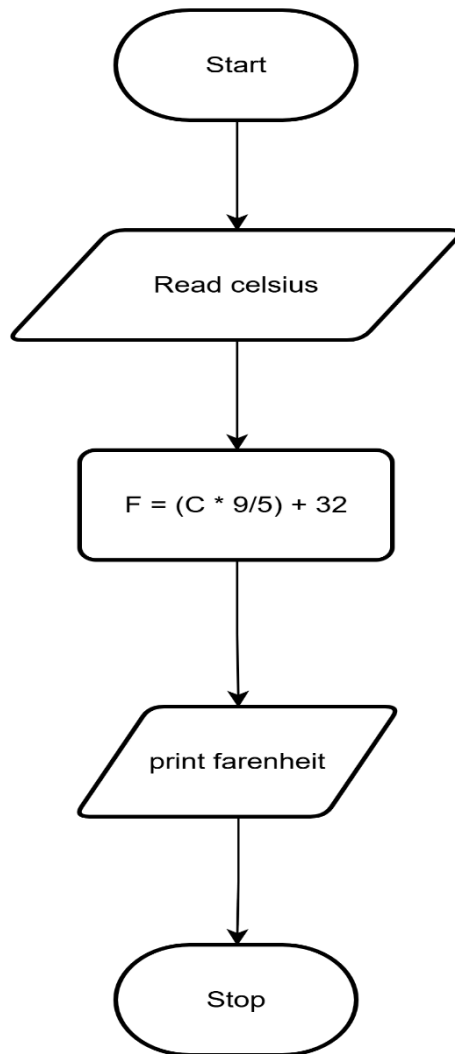 Start
Read celsius
F = (C * 9/5) + 32
print farenheit
Stop